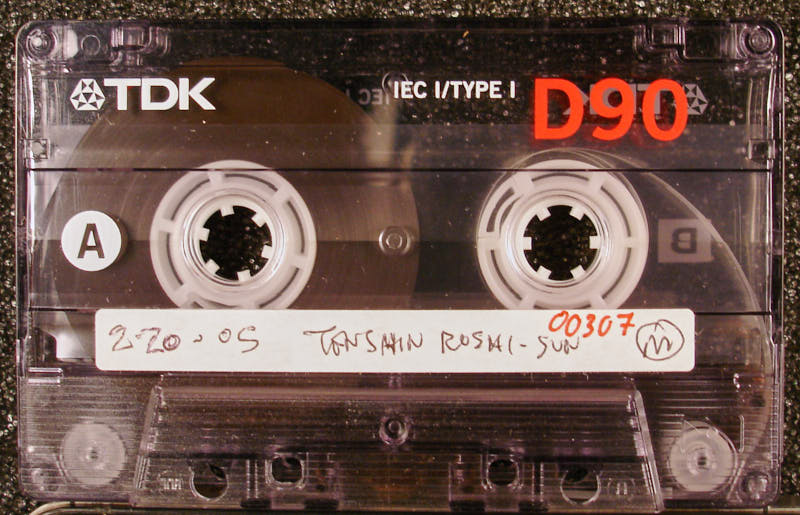 TDK IEC I/TYPE I D90
A B
00307
2-20-05 TENSHIN ROSHI - SUN M